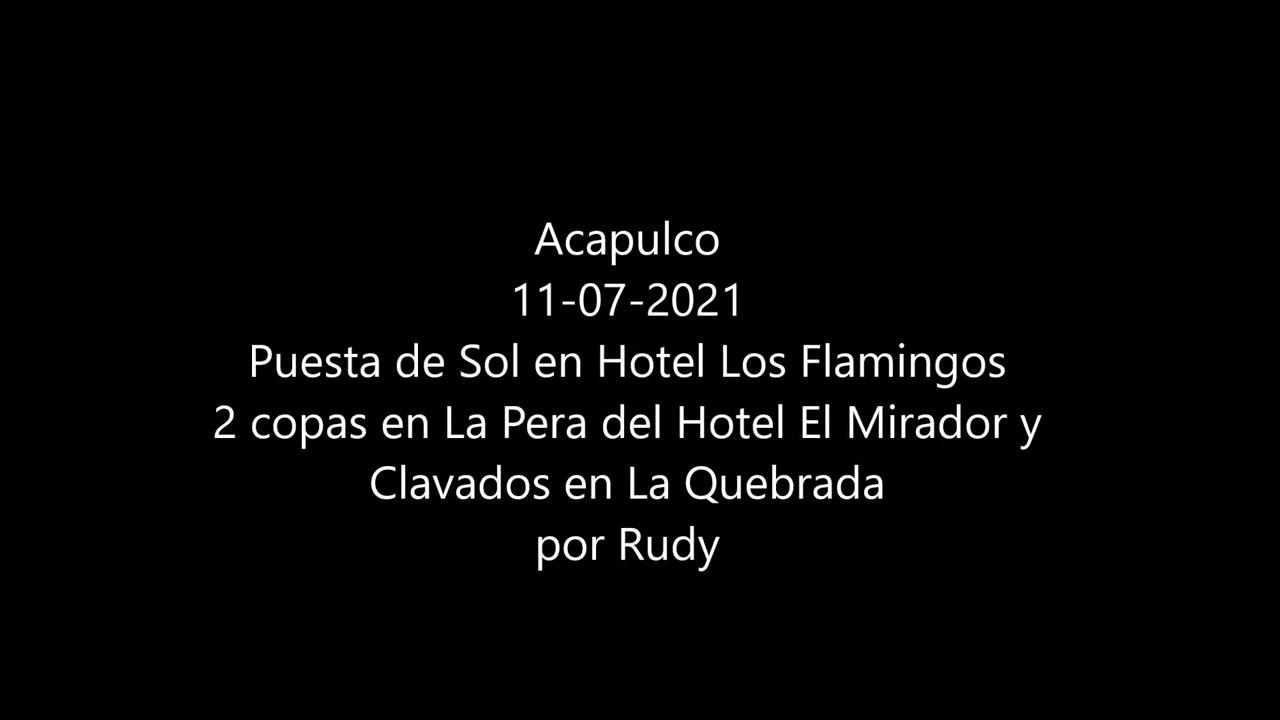 Acapulco
11-07-2021
Puesta de Sol en Hotel Los Flamingos
2 copas en La Pera del Hotel El Mirador y
Clavados en La Quebrada
por Rudy